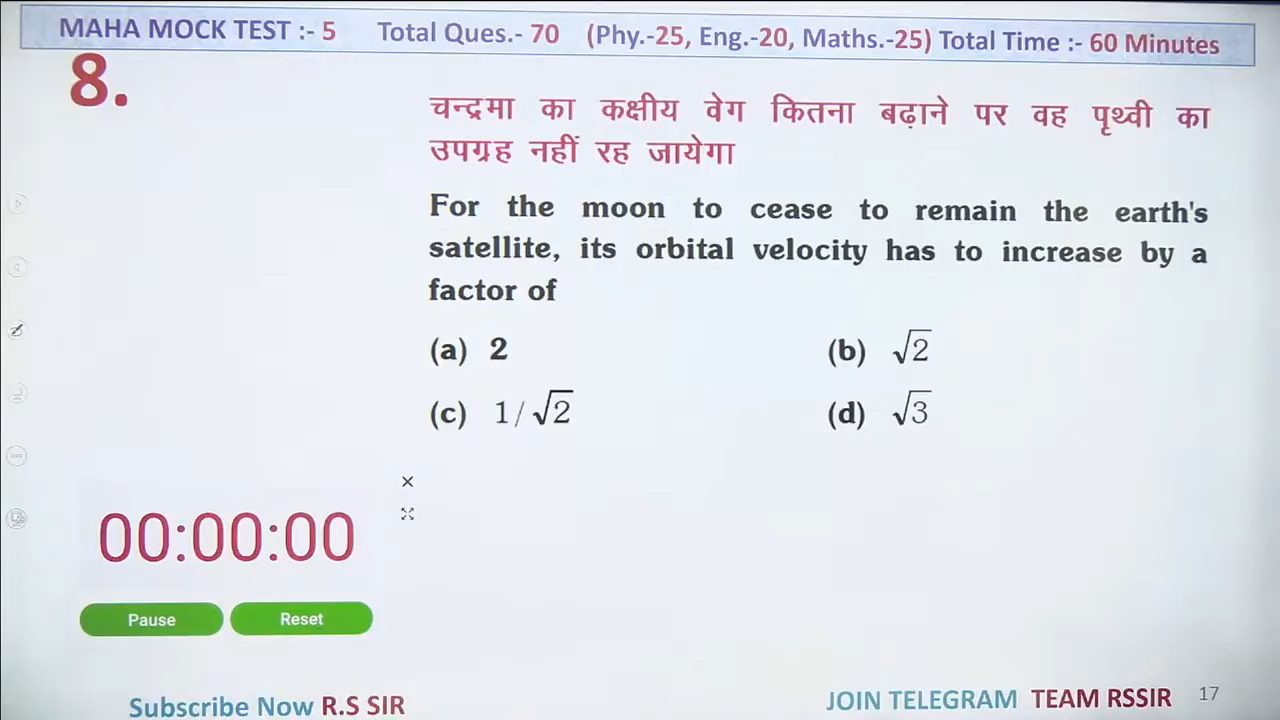 MAHA MOCK TEST :- 5 Total Ques.- 70 (Phy.-25, Eng.-20, Maths.-25) Total Time :- 60 Minutes
8.
चन्द्रमा का कक्षीय वेग कितना बढ़ाने पर वह पृथ्वी का
उपग्रह नहीं रह जायेगा
For the moon to cease to remain the earth's
satellite, its orbital velocity has to increase by a
factor of
(a) 2 (b) √2
(c) 1/√2 (d) √3
00:00:00
Pause Reset
Subscribe Now R.S SIR JOIN TELEGRAM TEAM RSSIR 17